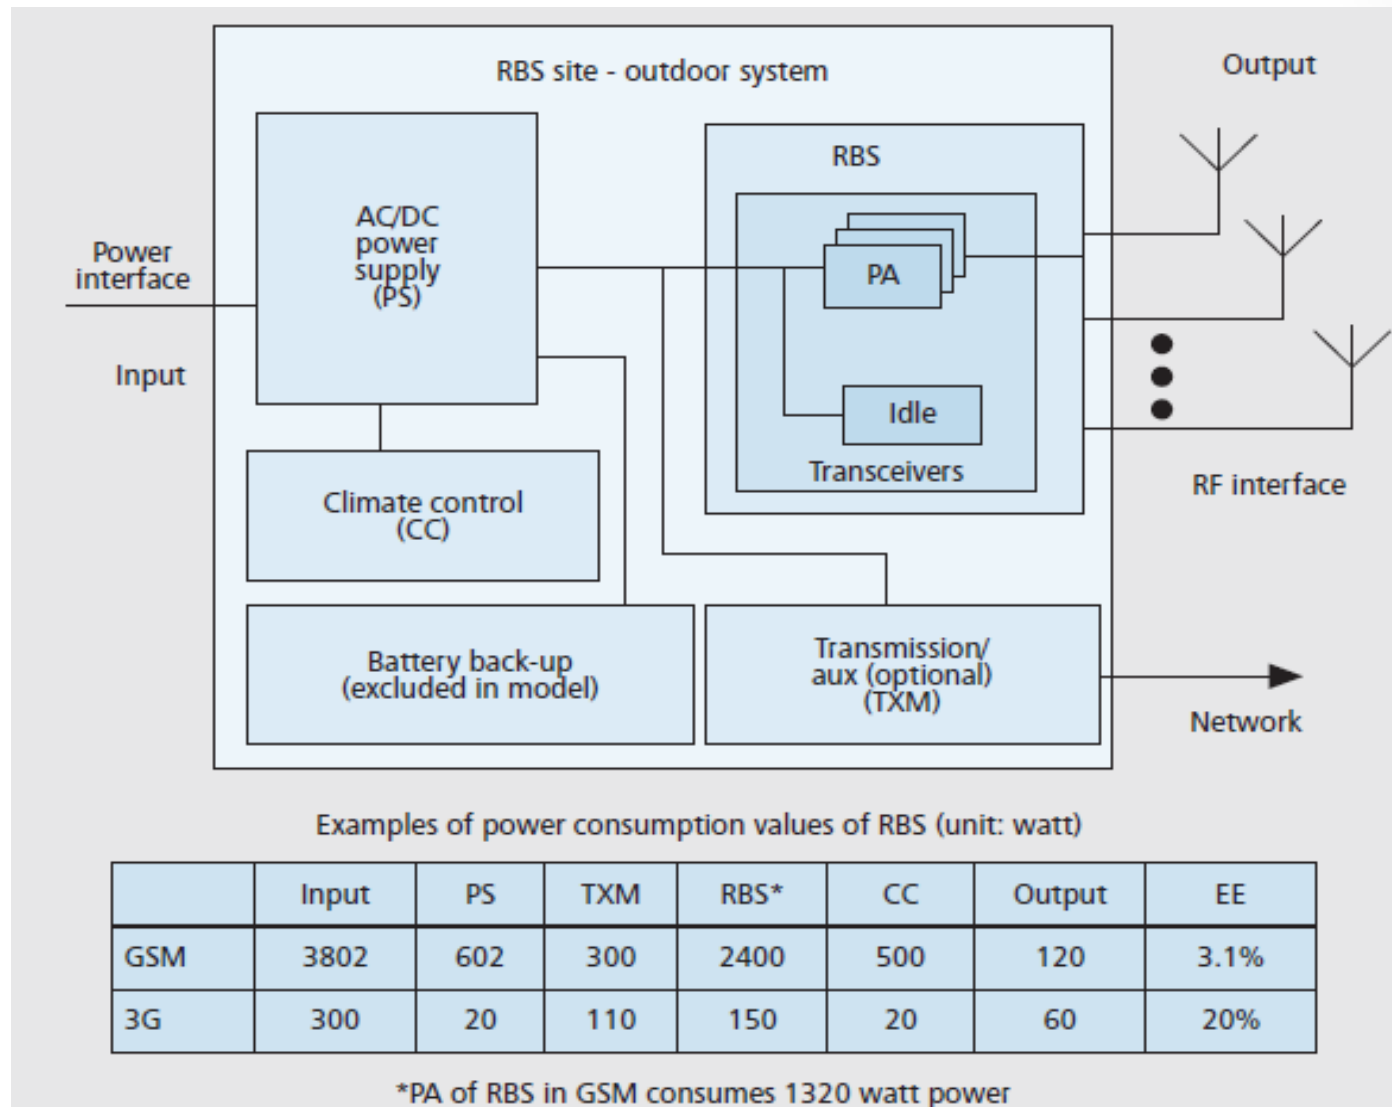 RBS site - outdoor system
Output
AC/DC
power
supply
(PS)
RBS
PA
Idle
Transceivers
Power
interface
Input
Climate control
(CC)
RF interface
Battery back-up
(excluded in model)
Transmission/
aux (optional)
(TXM)
Network
Examples of power consumption values of RBS (unit: watt)
Input PS TXM RBS* CC Output EE
GSM 3802 602 300 2400 500 120 3.1%
3G 300 20 110 150 20 60 20%
*PA of RBS in GSM consumes 1320 watt power